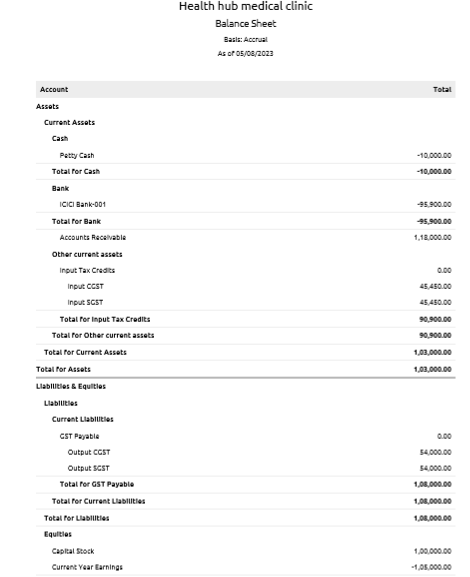 Health hub medical clinic
Balance Sheet
Basis: Accrual
As of 05/08/2023
Account Total
Assets
Current Assets
Cash
Petty Cash -10,000.00
Total for Cash -10,000.00
Bank
ICICI Bank-001 -95,900.00
Total for Bank -95,900.00
Accounts Receivable 1,18,000.00
Other current assets
Input Tax Credits 0.00
Input CGST 45,450.00
Input SGST 45,450.00
Total for Input Tax Credits 90,900.00
Total for Other current assets 90,900.00
Total for Current Assets 1,03,000.00
Total for Assets 1,03,000.00
Liabilities & Equities
Liabilities
Current Liabilities
GST Payable 0.00
Output CGST 54,000.00
Output SGST 54,000.00
Total for GST Payable 1,08,000.00
Total for Current Liabilities 1,08,000.00
Total for Liabilities 1,08,000.00
Equities
Capital Stock 1,00,000.00
Current Year Earnings -1,05,000.00